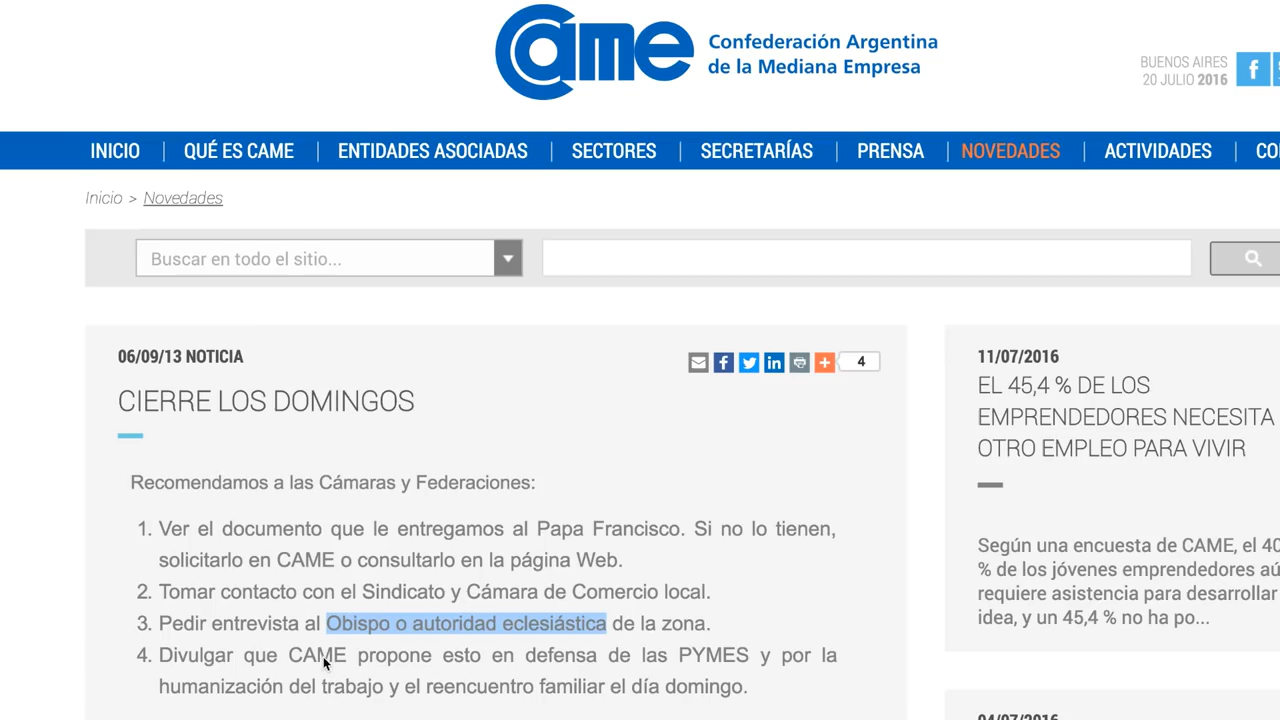 Came
Confederación Argentina
de la Mediana Empresa
BUENOS AIRES
20 JULIO 2016
INICIO
QUÉ ES CAME
ENTIDADES ASOCIADAS
SECTORES
SECRETARÍAS
PRENSA
NOVEDADES
ACTIVIDADES
CO
Inicio > Novedades
Buscar en todo el sitio...
06/09/13 NOTICIA
4
CIERRE LOS DOMINGOS
Recomendamos a las Cámaras y Federaciones:
1. Ver el documento que le entregamos al Papa Francisco. Si no lo tienen,
solicitarlo en CAME o consultarlo en la página Web.
2. Tomar contacto con el Sindicato y Cámara de Comercio local.
3. Pedir entrevista al Obispo o autoridad eclesiástica de la zona.
4. Divulgar que CAME propone esto en defensa de las PYMES y por la
humanización del trabajo y el reencuentro familiar el día domingo.
11/07/2016
EL 45,4 % DE LOS
EMPRENDEDORES NECESITA
OTRO EMPLEO PARA VIVIR
Según una encuesta de CAME, el 40
% de los jóvenes emprendedores aú
requiere asistencia para desarrollar
idea, y un 45,4 % no ha po...
04/07/2016